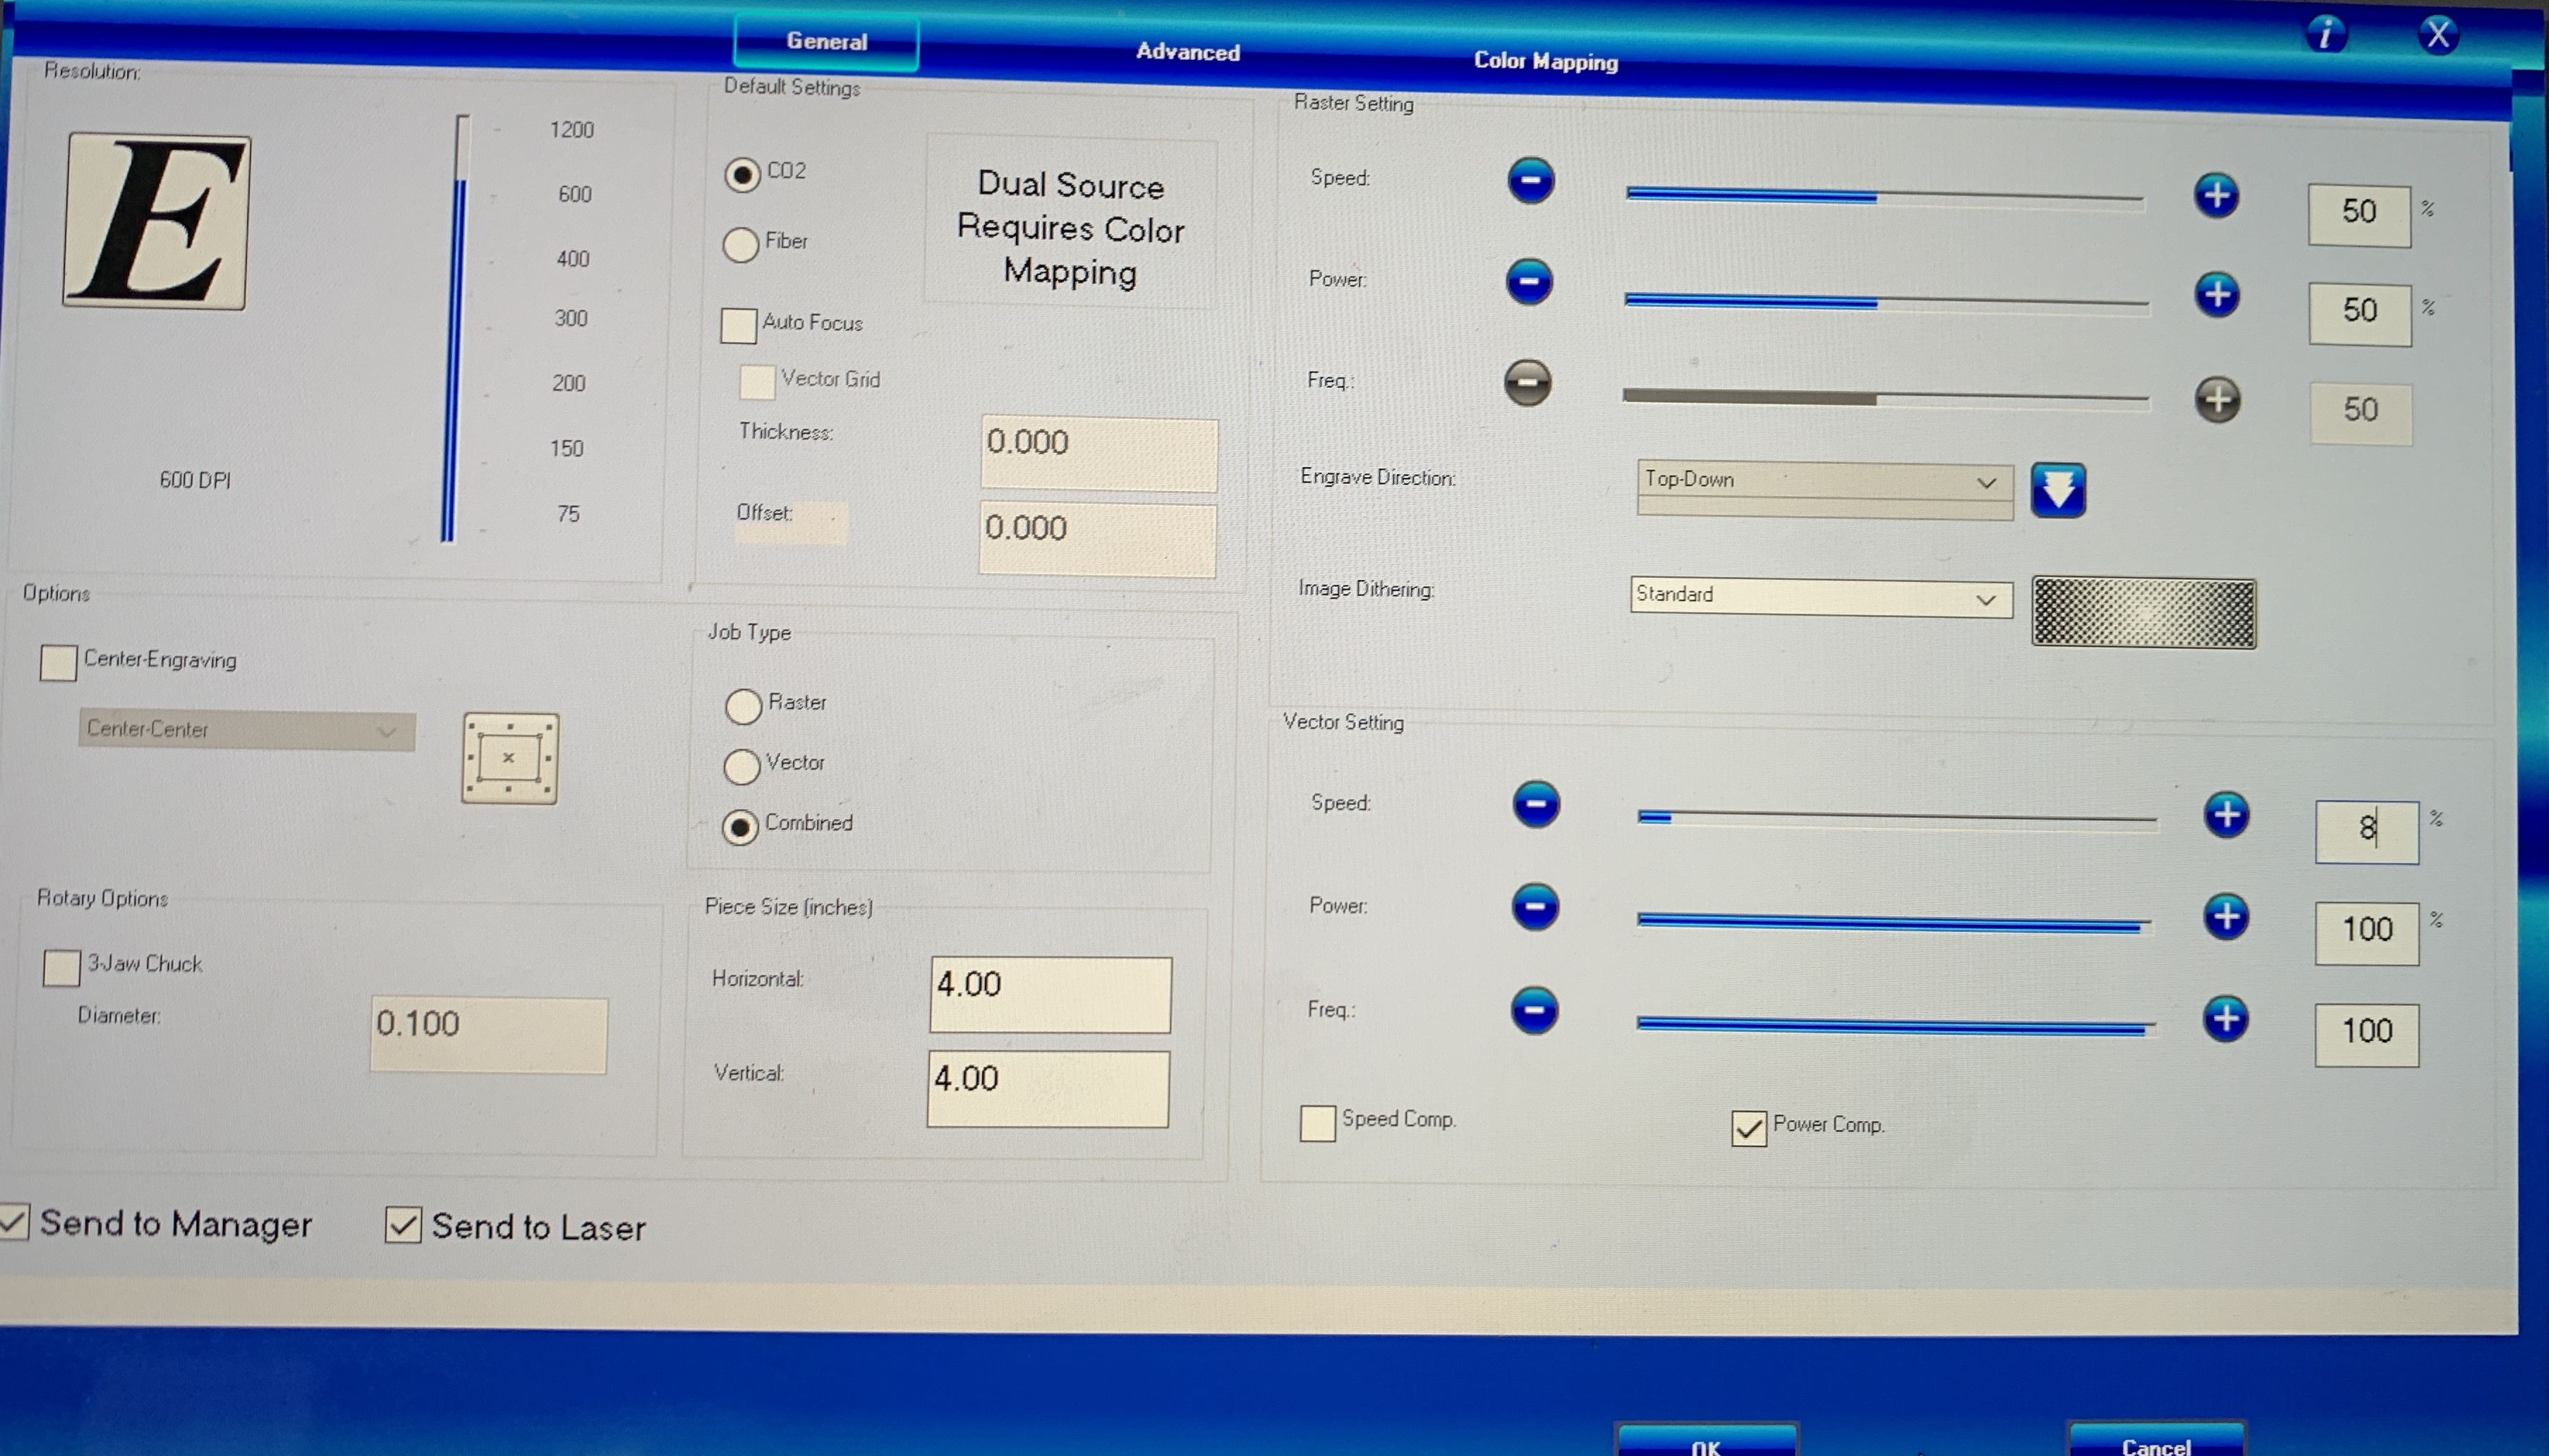 General
Advanced
Color Mapping
i
X
Resolution:
E
1200
600
400
300
200
150
75
600 DPI
Default Settings
CO2
Fiber
Dual Source
Requires Color
Mapping
Auto Focus
Vector Grid
Thickness:
0.000
Offset:
0.000
Raster Setting
Speed:
50 %
Power:
50 %
Freq.:
50
Engrave Direction:
Top-Down
Image Dithering:
Standard
Options
Center-Engraving
Center-Center
Job Type
Raster
Vector
Combined
Vector Setting
Speed:
8 %
Power:
100 %
Freq.:
100
Speed Comp.
Power Comp.
Rotary Options
3-Jaw Chuck
Diameter:
0.100
Piece Size (inches)
Horizontal:
4.00
Vertical:
4.00
Send to Manager
Send to Laser
OK
Cancel